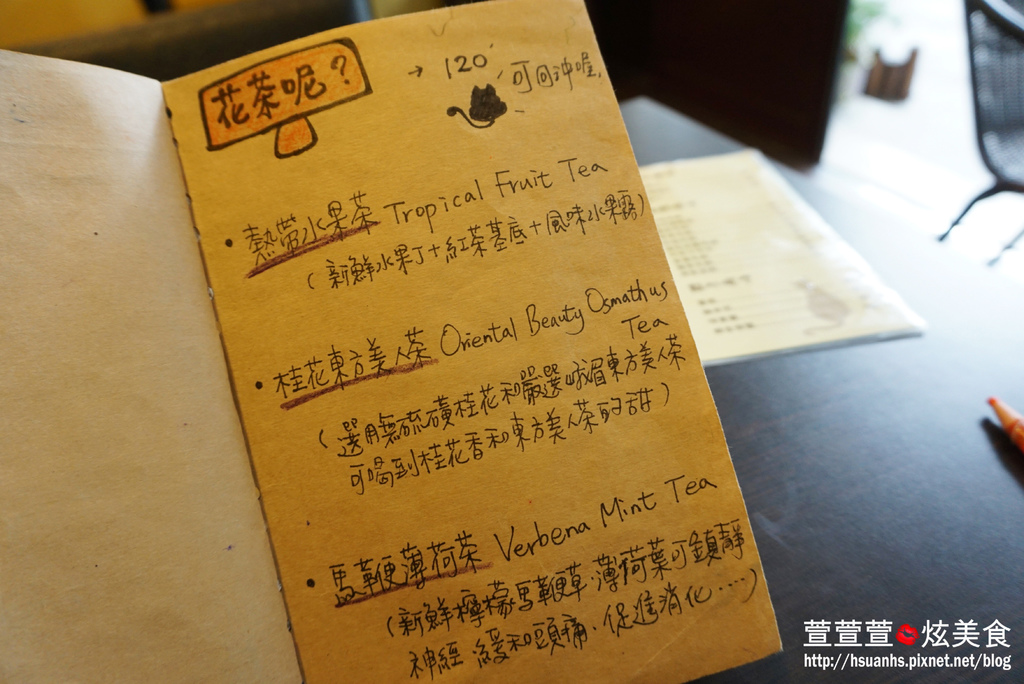 花茶呢？
→ 120
可回沖喔,
• 熱帶水果茶 Tropical Fruit Tea
( 新鮮水果丁+紅茶基底+風味水果露)
• 桂花東方美人茶 Oriental Beauty Osmathus
Tea
( 選用無硫磺桂花和嚴選峨眉東方美人茶
可喝到桂花香和東方美人茶的甜 )
• 馬鞭薄荷茶 Verbena Mint Tea
(新鮮檸檬馬鞭草.薄荷葉可鎮靜
神經.緩和頭痛.促進消化.....)
萱萱萱 炫美食
http://hsuanhs.pixnet.net/blog